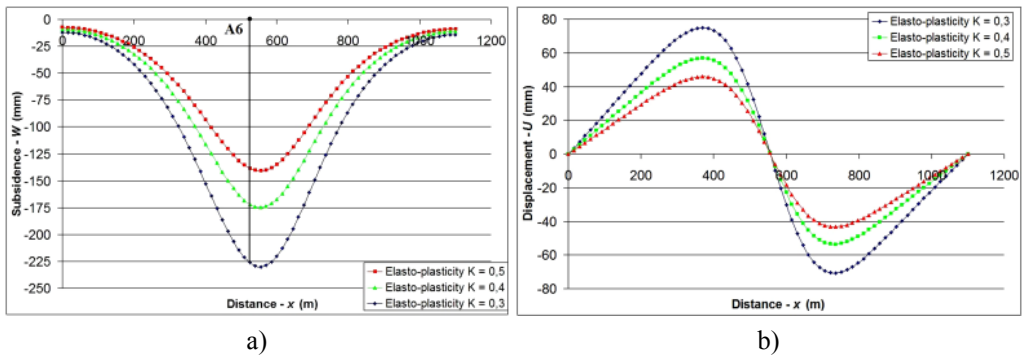 0
-25
-50
-75
-100
-125
-150
-175
-200
-225
-250
Subsidence - W (mm)
A6
0 200 400 600 800 1000 1200
Elasto-plasticity K = 0,5
Elasto-plasticity K = 0,4
Elasto-plasticity K = 0,3
Distance - x (m)
a)
80
60
40
20
0
-20
-40
-60
-80
Displacement - U (mm)
Elasto-plasticity K = 0,3
Elasto-plasticity K = 0,4
Elasto-plasticity K = 0,5
0 200 400 600 800 1000 1200
Distance - x (m)
b)